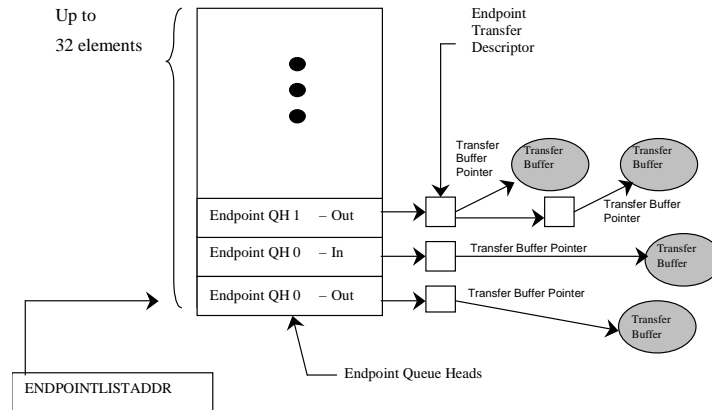 Up to
32 elements
Endpoint
Transfer
Descriptor
Transfer
Buffer
Pointer
Transfer
Buffer
Transfer
Buffer
Transfer Buffer
Pointer
Endpoint QH 1 – Out
Endpoint QH 0 – In
Transfer Buffer Pointer
Transfer
Buffer
Endpoint QH 0 – Out
Transfer Buffer Pointer
Transfer
Buffer
Endpoint Queue Heads
ENDPOINTLISTADDR